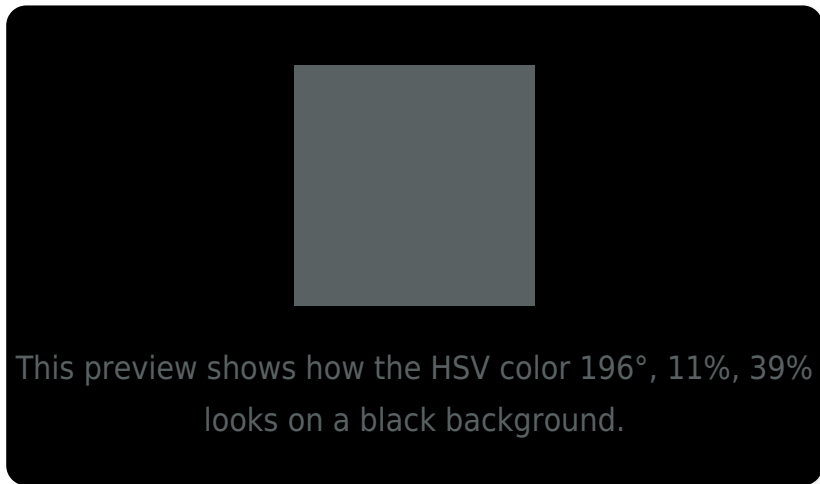 This preview shows how the HSV color 196°, 11%, 39%
looks on a black background.